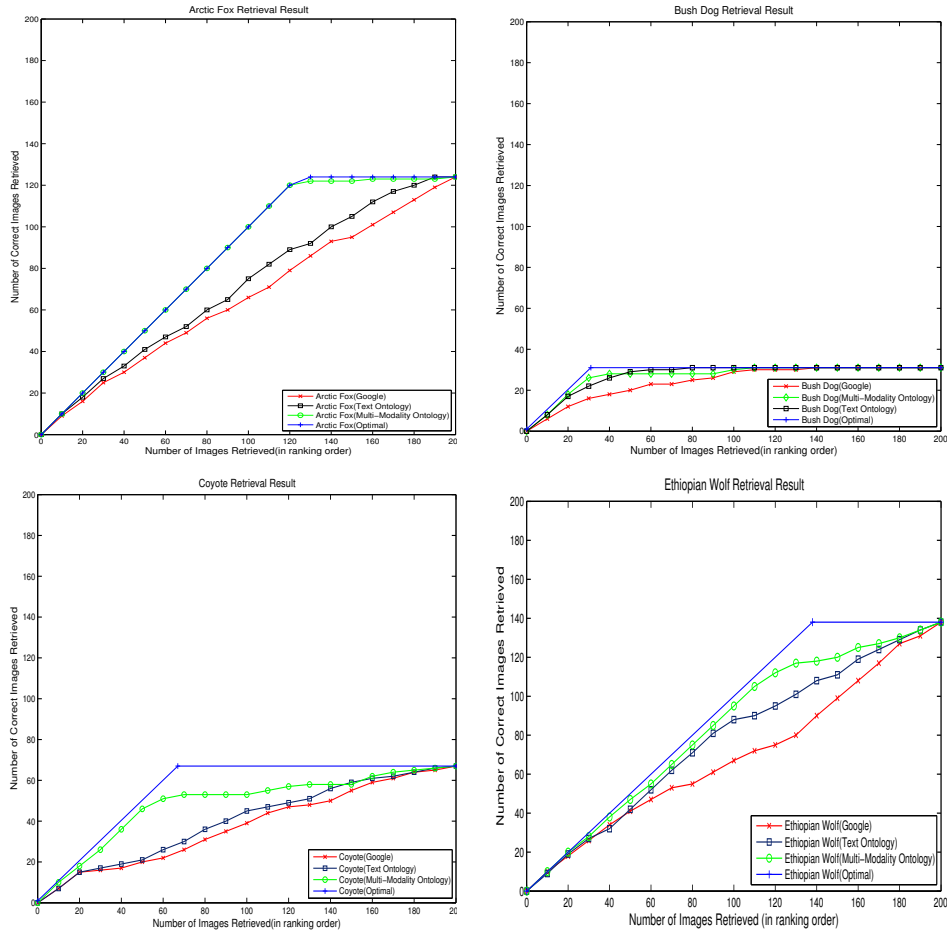 Arctic Fox Retrieval Result
Number of Correct Images Retrieved
200
180
160
140
120
100
80
60
40
20
0
Arctic Fox(Google)
Arctic Fox(Text Ontology)
Arctic Fox(Multi-Modality Ontology)
Arctic Fox(Optimal)
0 20 40 60 80 100 120 140 160 180 200
Number of Images Retrieved(in ranking order)
Bush Dog Retrieval Result
Number of Correct Images Retrieved
200
180
160
140
120
100
80
60
40
20
0
Bush Dog(Google)
Bush Dog(Multi-Modality Ontology)
Bush Dog(Text Ontology)
Bush Dog(Optimal)
0 20 40 60 80 100 120 140 160 180 200
Number of Images Retrieved(in ranking order)
Coyote Retrieval Result
Number of Correct Images Retrieved
200
180
160
140
120
100
80
60
40
20
0
Coyote(Google)
Coyote(Text Ontology)
Coyote(Multi-Modality Ontology)
Coyote(Optimal)
0 20 40 60 80 100 120 140 160 180 200
Number of Images Retrieved(in ranking order)
Ethiopian Wolf Retrieval Result
Number of Correct Images Retrieved
200
180
160
140
120
100
80
60
40
20
0
Ethiopian Wolf(Google)
Ethiopian Wolf(Text Ontology)
Ethiopian Wolf(Multi-Modality Ontology)
Ethiopian Wolf(Optimal)
0 20 40 60 80 100 120 140 160 180 200
Number of Images Retrieved (in ranking order)